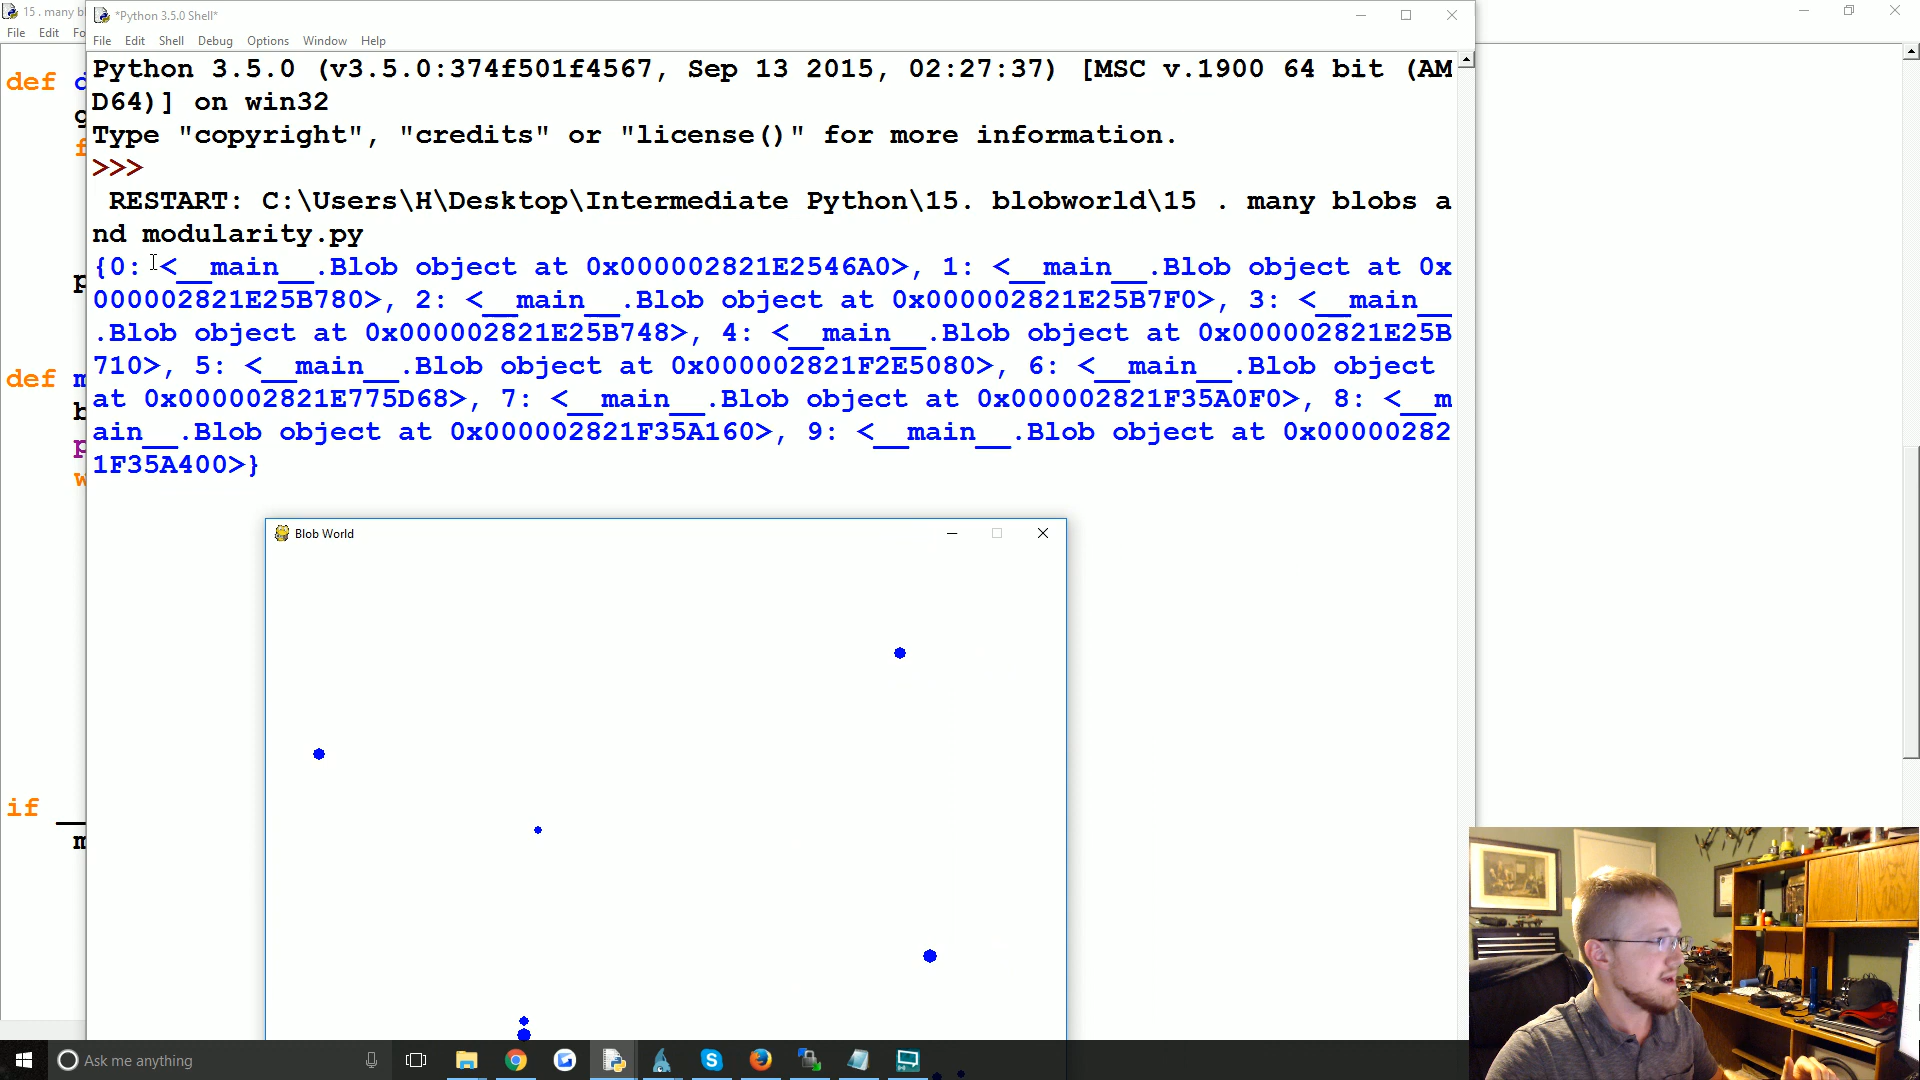 15 . many bl
File Edit Fo
*Python 3.5.0 Shell*
File Edit Shell Debug Options Window Help
def d
g
f
p
def m
b
p
w
if __
m
Python 3.5.0 (v3.5.0:374f501f4567, Sep 13 2015, 02:27:37) [MSC v.1900 64 bit (AM
D64)] on win32
Type "copyright", "credits" or "license()" for more information.
>>>
RESTART: C:\Users\H\Desktop\Intermediate Python\15. blobworld\15 . many blobs a
nd modularity.py
{0: <__main__.Blob object at 0x000002821E2546A0>, 1: <__main__.Blob object at 0x
000002821E25B780>, 2: <__main__.Blob object at 0x000002821E25B7F0>, 3: <__main__
.Blob object at 0x000002821E25B748>, 4: <__main__.Blob object at 0x000002821E25B
710>, 5: <__main__.Blob object at 0x000002821F2E5080>, 6: <__main__.Blob object
at 0x000002821E775D68>, 7: <__main__.Blob object at 0x000002821F35A0F0>, 8: <__m
ain__.Blob object at 0x000002821F35A160>, 9: <__main__.Blob object at 0x00000282
1F35A400>}
Blob World
Ask me anything